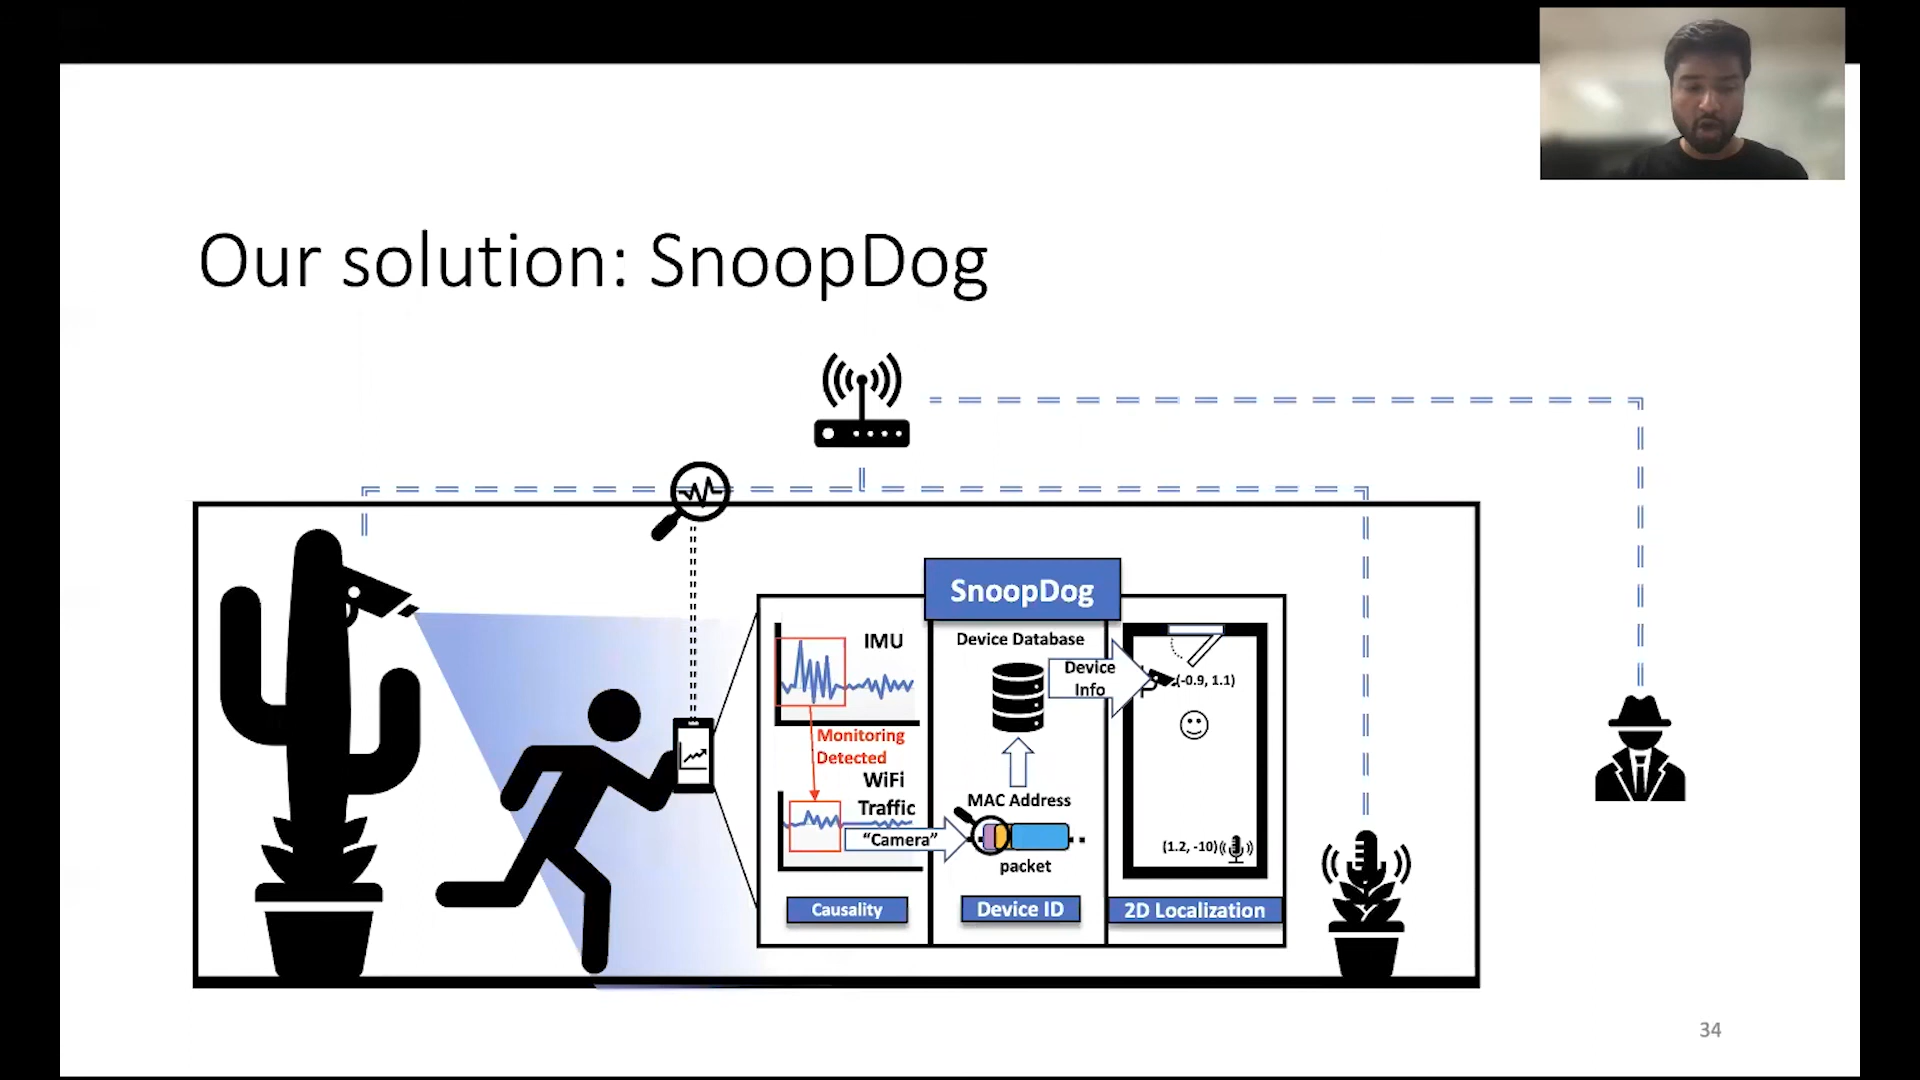 Our solution: SnoopDog
SnoopDog
IMU
Monitoring
Detected
WiFi
Traffic
"Camera"
Causality
Device Database
Device
Info
MAC Address
packet
Device ID
(-0.9, 1.1)
(1.2, -10)
2D Localization
34